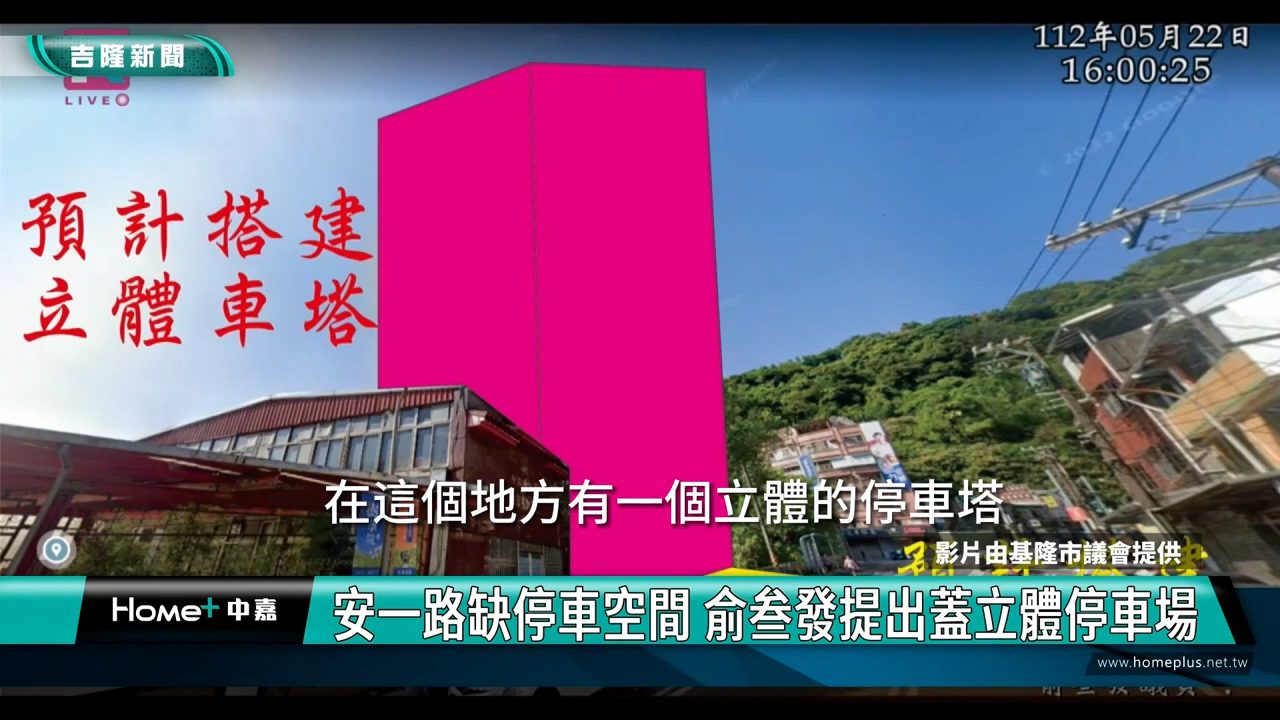 吉隆新聞
LIVE
112年05月22日
16:00:25
預計搭建
立體車塔
在這個地方有一個立體的停車塔
影片由基隆市議會提供
Home+ 中嘉
安一路缺停車空間 俞叁發提出蓋立體停車場
www.homeplus.net.tw